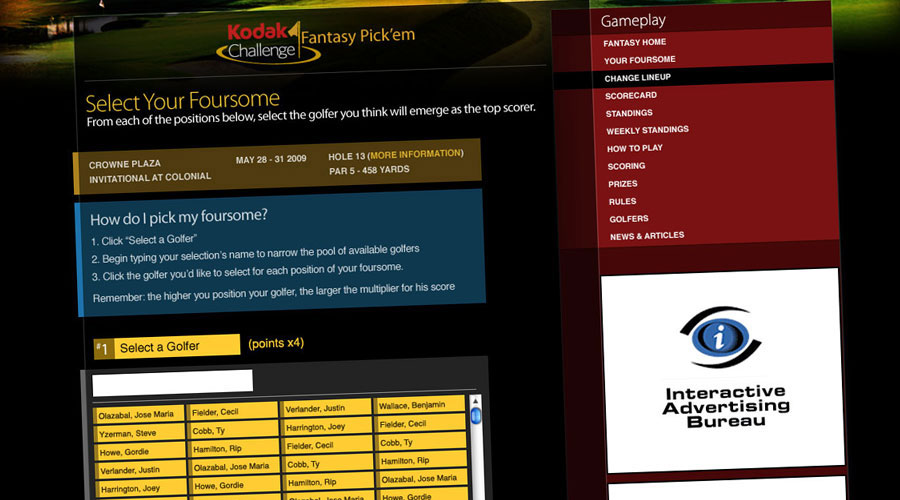 Kodak
Challenge
Fantasy Pick'em
Select Your Foursome
From each of the positions below, select the golfer you think will emerge as the top scorer.
CROWNE PLAZA
INVITATIONAL AT COLONIAL
MAY 28 - 31 2009
HOLE 13 (MORE INFORMATION)
PAR 5 - 458 YARDS
How do I pick my foursome?
1. Click “Select a Golfer”
2. Begin typing your selection's name to narrow the pool of available golfers
3. Click the golfer you'd like to select for each position of your foursome.
Remember: the higher you position your golfer, the larger the multiplier for his score
#1 Select a Golfer (points x4)
Olazabal, Jose Maria Fielder, Cecil Verlander, Justin Wallace, Benjamin
Yzerman, Steve Cobb, Ty Harrington, Joey Fielder, Cecil
Howe, Gordie Hamilton, Rip Fielder, Cecil Cobb, Ty
Verlander, Justin Olazabal, Jose Maria Cobb, Ty Hamilton, Rip
Harrington, Joey Howe, Gordie Hamilton, Rip Olazabal, Jose Maria
Olazabal, Jose Maria Howe, Gordie
Gameplay
FANTASY HOME
YOUR FOURSOME
CHANGE LINEUP
SCORECARD
STANDINGS
WEEKLY STANDINGS
HOW TO PLAY
SCORING
PRIZES
RULES
GOLFERS
NEWS & ARTICLES
i
Interactive
Advertising
Bureau